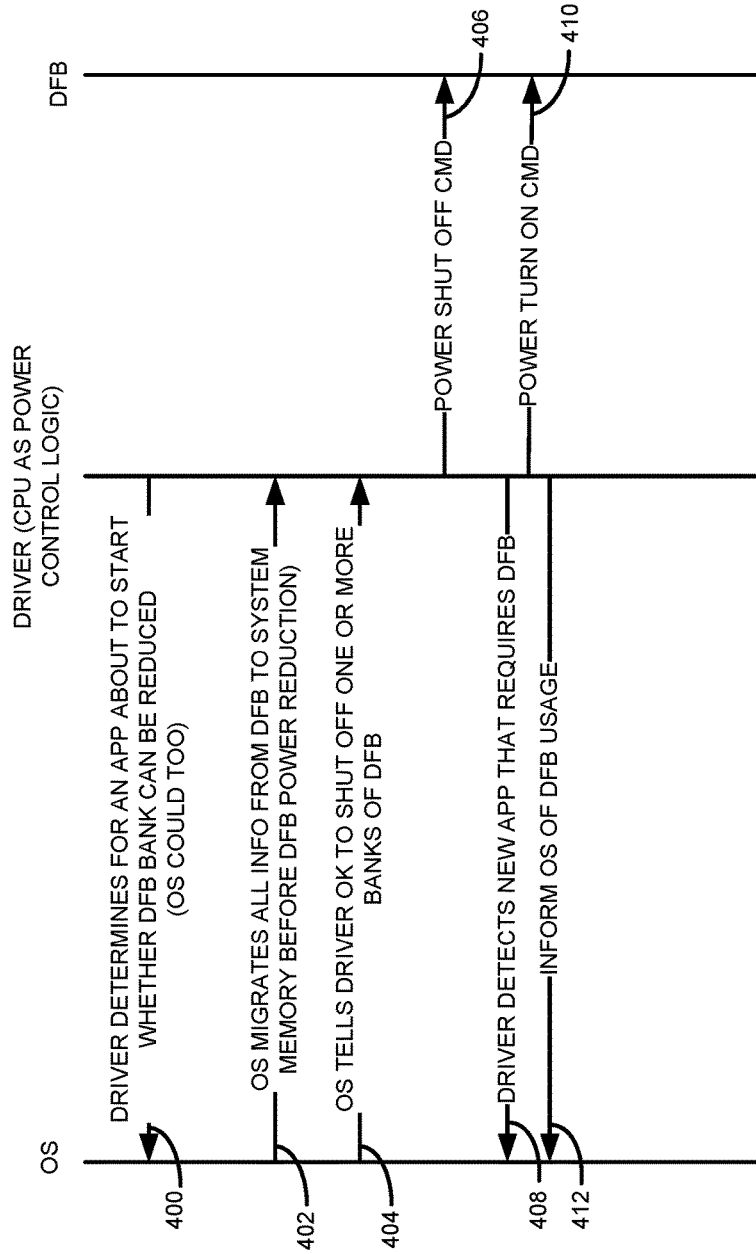 OS
DRIVER (CPU AS POWER
CONTROL LOGIC)
DFB
DRIVER DETERMINES FOR AN APP ABOUT TO START
WHETHER DFB BANK CAN BE REDUCED
(OS COULD TOO)
400
OS MIGRATES ALL INFO FROM DFB TO SYSTEM
MEMORY BEFORE DFB POWER REDUCTION)
402
OS TELLS DRIVER OK TO SHUT OFF ONE OR MORE
BANKS OF DFB
404
POWER SHUT OFF CMD
406
DRIVER DETECTS NEW APP THAT REQUIRES DFB
408
POWER TURN ON CMD
410
INFORM OS OF DFB USAGE
412